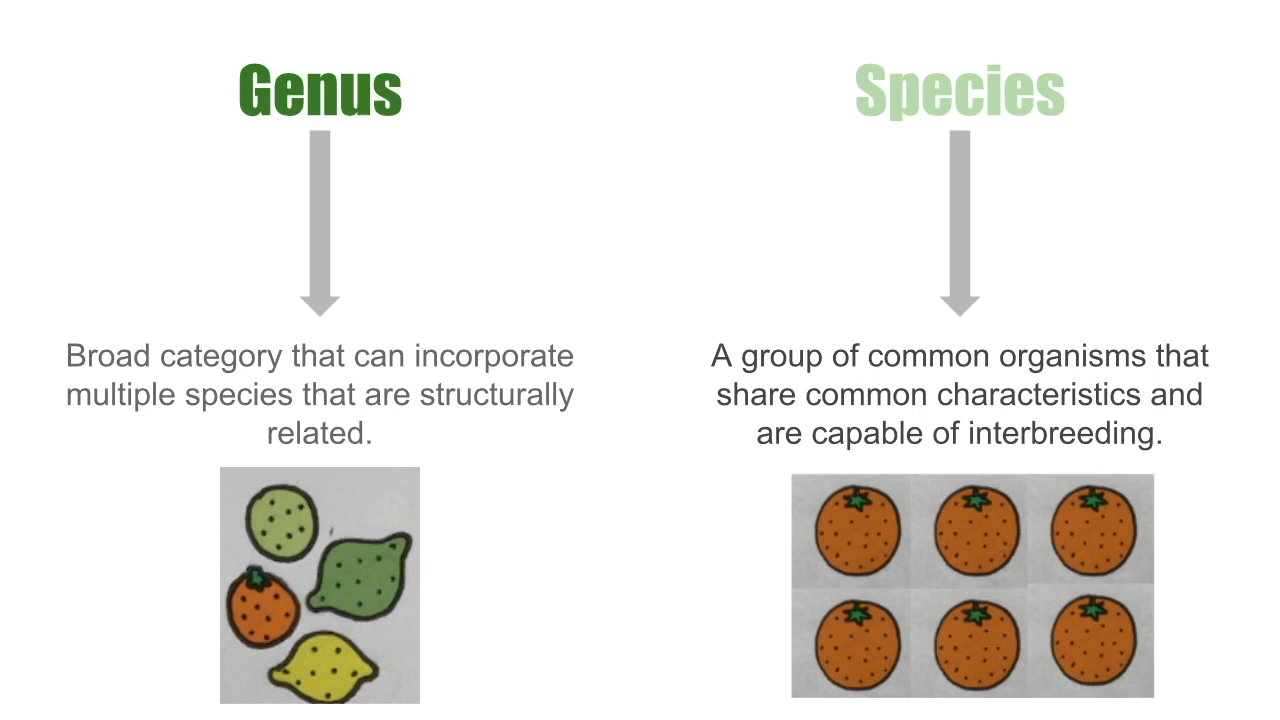 Genus
Broad category that can incorporate
multiple species that are structurally
related.
Species
A group of common organisms that
share common characteristics and
are capable of interbreeding.